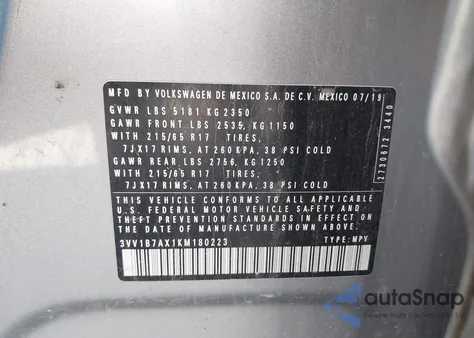 MFD BY VOLKSWAGEN DE MEXICO S.A. DE C.V. MEXICO 07/19
GVWR LBS 5181 KG 2350
GAWR FRONT LBS 2535, KG 1150
WITH 215/65 R17 TIRES,
7JX17 RIMS, AT 260 KPA, 38 PSI COLD
GAWR REAR LBS 2756, KG 1250
WITH 215/65 R17 TIRES,
7JX17 RIMS, AT 260 KPA, 38 PSI COLD
THIS VEHICLE CONFORMS TO ALL APPLICABLE
U.S. FEDERAL MOTOR VEHICLE SAFETY AND
THEFT PREVENTION STANDARDS IN EFFECT ON
THE DATE OF MANUFACTURE SHOWN ABOVE.
3VV1B7AX1KM180223 TYPE: MPV
2730672 3440
autoSnap